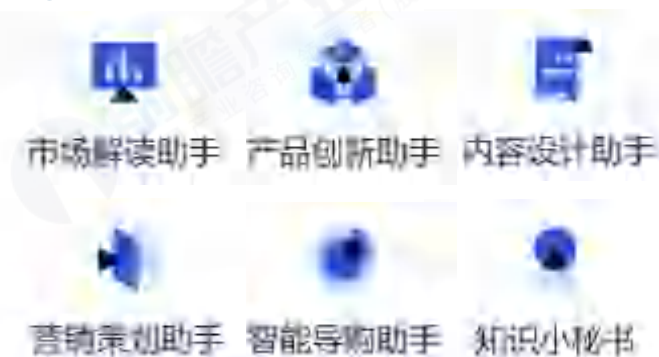 市场解读助手 产品创新助手 内容设计助手
营销策划助手 智能导购助手 知识小秘书